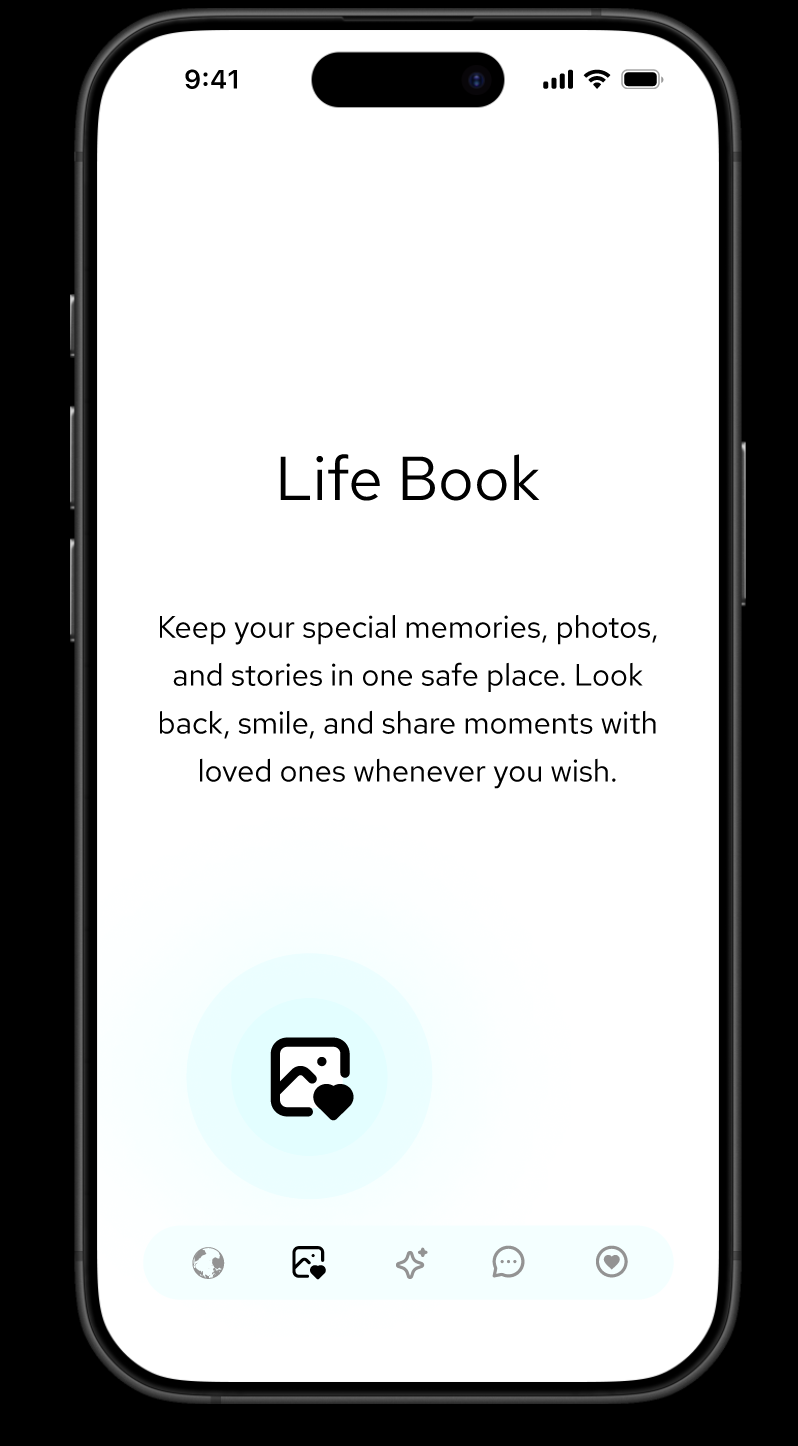 9:41
Life Book
Keep your special memories, photos,
and stories in one safe place. Look
back, smile, and share moments with
loved ones whenever you wish.